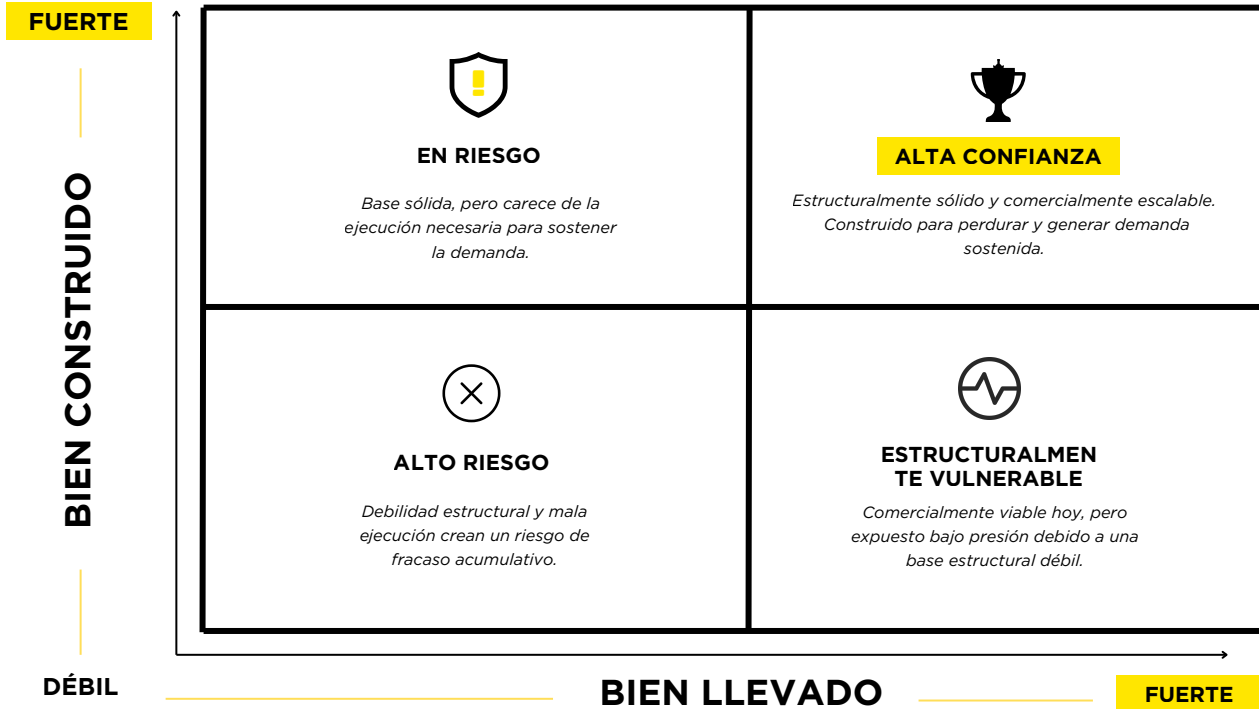 FUERTE
BIEN CONSTRUIDO
EN RIESGO
Base sólida, pero carece de la
ejecución necesaria para sostener
la demanda.
ALTA CONFIANZA
Estructuralmente sólido y comercialmente escalable.
Construido para perdurar y generar demanda
sostenida.
ALTO RIESGO
Debilidad estructural y mala
ejecución crean un riesgo de
fracaso acumulativo.
ESTRUCTURALMEN
TE VULNERABLE
Comercialmente viable hoy, pero
expuesto bajo presión debido a una
base estructural débil.
DÉBIL
BIEN LLEVADO
FUERTE